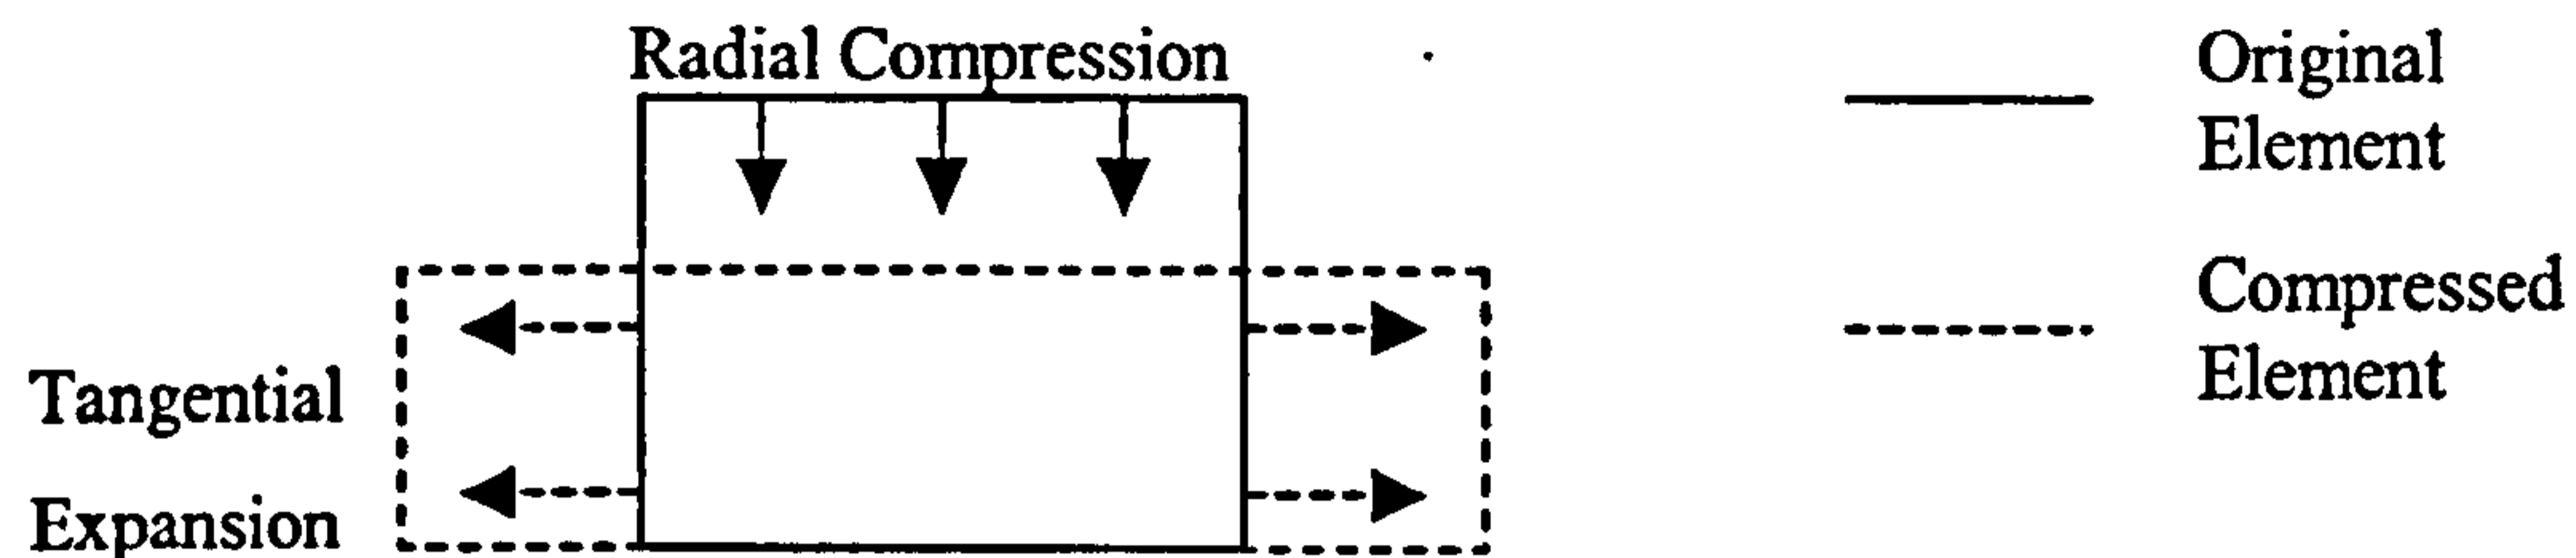 Radial Compression
Original
Element
Compressed
Element
Tangential
Expansion